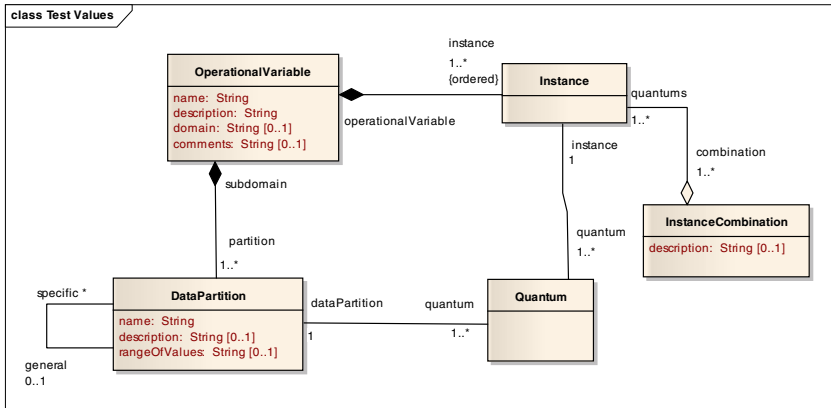 class Test Values
OperationalVariable
name: String
description: String
domain: String [0..1]
comments: String [0..1]
instance
1..*
{ordered}
operationalVariable
Instance
quantums
1..*
combination
1..*
InstanceCombination
description: String [0..1]
subdomain
partition
1..*
instance
1
quantum
1..*
specific *
general
0..1
DataPartition
name: String
description: String [0..1]
rangeOfValues: String [0..1]
dataPartition
1
quantum
1..*
Quantum